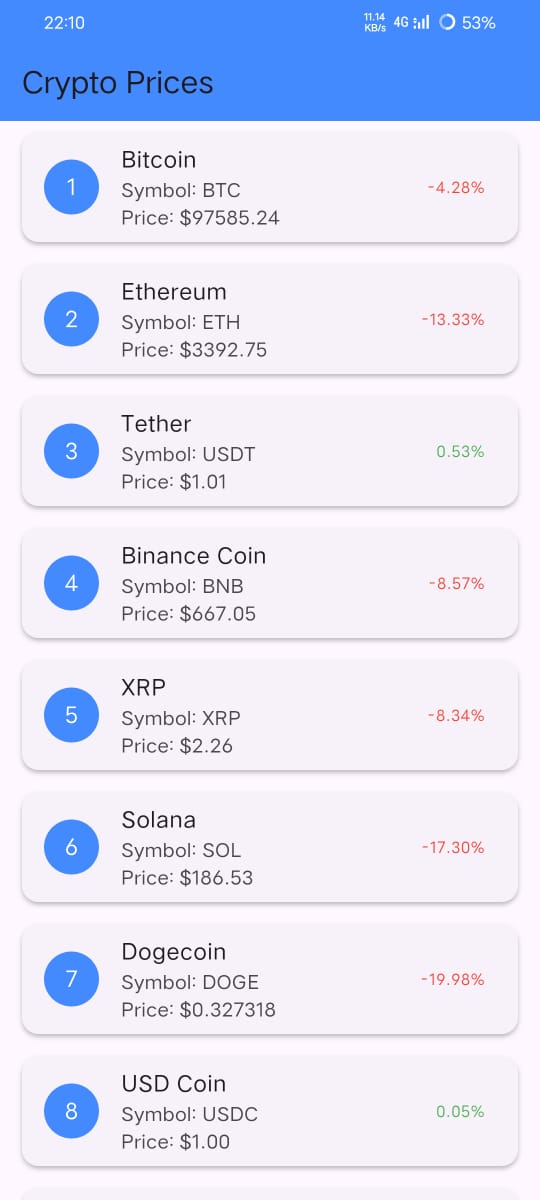 22:10
11.14 KB/s 4G 53%
Crypto Prices
1
Bitcoin
Symbol: BTC
Price: $97585.24
-4.28%
2
Ethereum
Symbol: ETH
Price: $3392.75
-13.33%
3
Tether
Symbol: USDT
Price: $1.01
0.53%
4
Binance Coin
Symbol: BNB
Price: $667.05
-8.57%
5
XRP
Symbol: XRP
Price: $2.26
-8.34%
6
Solana
Symbol: SOL
Price: $186.53
-17.30%
7
Dogecoin
Symbol: DOGE
Price: $0.327318
-19.98%
8
USD Coin
Symbol: USDC
Price: $1.00
0.05%